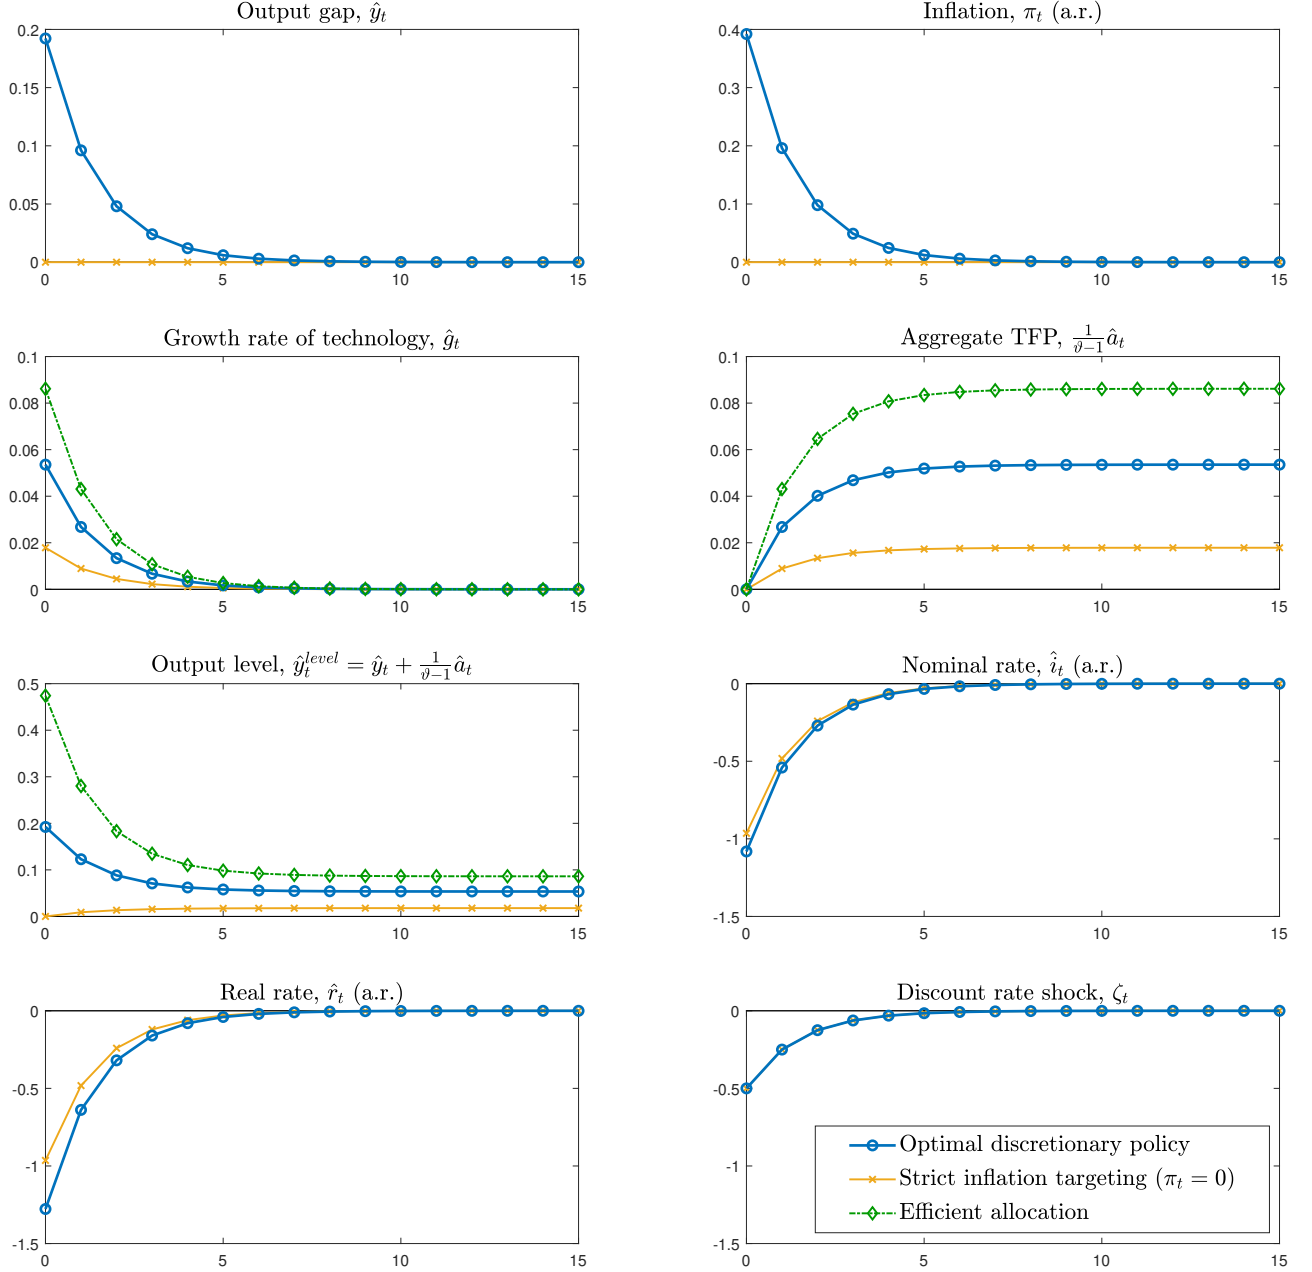 Output gap, ŷ_t
Inflation, π_t (a.r.)
0.2
0.15
0.1
0.05
0
0 5 10 15
0.4
0.3
0.2
0.1
0
0 5 10 15
Growth rate of technology, ĝ_t
Aggregate TFP, 1/(ϑ−1) â_t
0.1
0.08
0.06
0.04
0.02
0
0 5 10 15
0.1
0.08
0.06
0.04
0.02
0
0 5 10 15
Output level, ŷ_t^{level} = ŷ_t + 1/(ϑ−1) â_t
Nominal rate, î_t (a.r.)
0.5
0.4
0.3
0.2
0.1
0
0 5 10 15
0
-0.5
-1
-1.5
0 5 10 15
Real rate, r̂_t (a.r.)
Discount rate shock, ζ_t
0
-0.5
-1
-1.5
0 5 10 15
0
-0.5
-1
-1.5
0 5 10 15
Optimal discretionary policy
Strict inflation targeting (π_t = 0)
Efficient allocation